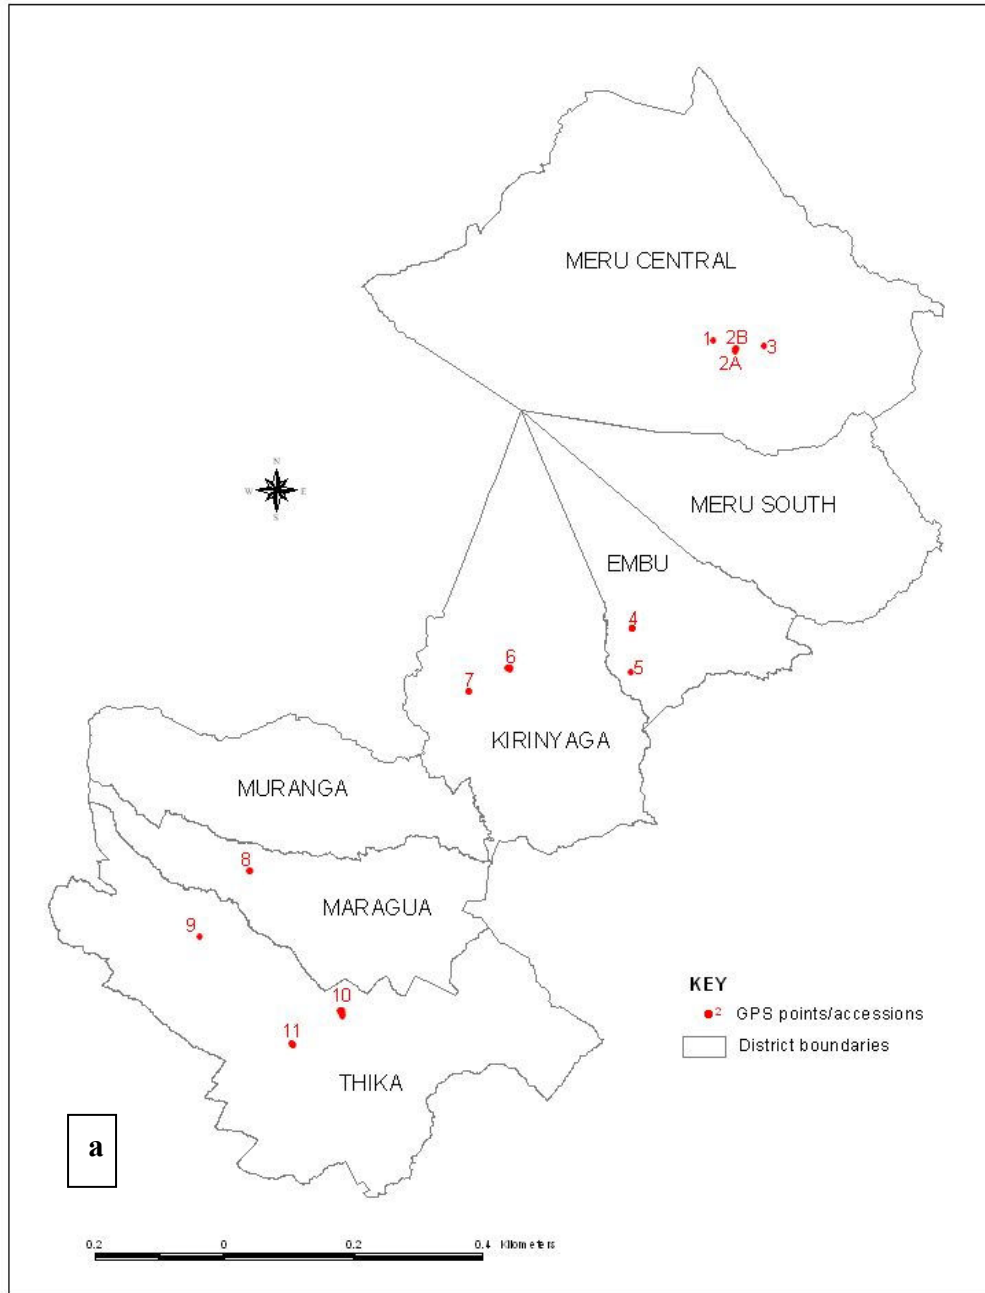 MERU CENTRAL
1
2B
3
2A
N
W E
S
MERU SOUTH
EMBU
4
6
5
7
KIRINYAGA
MURANGA
8
MARAGUA
9
KEY
10
2 GPS points/accessions
11
District boundaries
THIKA
a
0.2 0 0.2 0.4 Kilometers